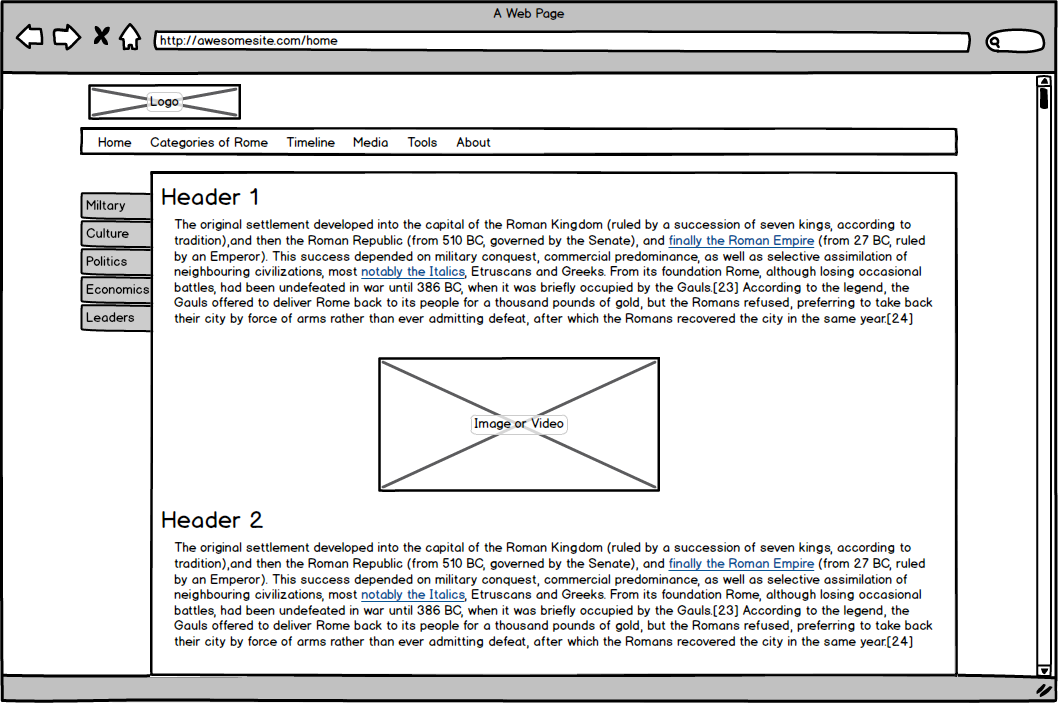 A Web Page
http://awesomesite.com/home
Logo
Home Categories of Rome Timeline Media Tools About
Miltary
Culture
Politics
Economics
Leaders
Header 1
The original settlement developed into the capital of the Roman Kingdom (ruled by a succession of seven kings, according to
tradition),and then the Roman Republic (from 510 BC, governed by the Senate), and finally the Roman Empire (from 27 BC, ruled
by an Emperor). This success depended on military conquest, commercial predominance, as well as selective assimilation of
neighbouring civilizations, most notably the Italics, Etruscans and Greeks. From its foundation Rome, although losing occasional
battles, had been undefeated in war until 386 BC, when it was briefly occupied by the Gauls.[23] According to the legend, the
Gauls offered to deliver Rome back to its people for a thousand pounds of gold, but the Romans refused, preferring to take back
their city by force of arms rather than ever admitting defeat, after which the Romans recovered the city in the same year.[24]
Image or Video
Header 2
The original settlement developed into the capital of the Roman Kingdom (ruled by a succession of seven kings, according to
tradition),and then the Roman Republic (from 510 BC, governed by the Senate), and finally the Roman Empire (from 27 BC, ruled
by an Emperor). This success depended on military conquest, commercial predominance, as well as selective assimilation of
neighbouring civilizations, most notably the Italics, Etruscans and Greeks. From its foundation Rome, although losing occasional
battles, had been undefeated in war until 386 BC, when it was briefly occupied by the Gauls.[23] According to the legend, the
Gauls offered to deliver Rome back to its people for a thousand pounds of gold, but the Romans refused, preferring to take back
their city by force of arms rather than ever admitting defeat, after which the Romans recovered the city in the same year.[24]